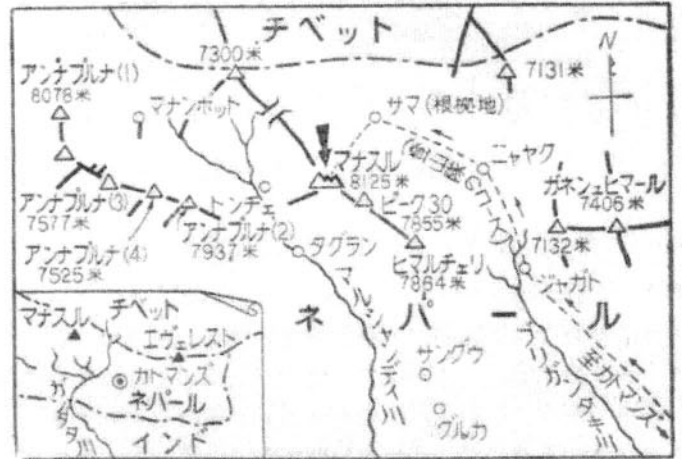 チベット
N
7300米
7131米
アンナプルナ(1)
8078米
マナンボット
サマ(根拠地)
マナスル
8125米
ニャヤク
ガネッシュヒマール
7406米
アンナプルナ(3)
7577米
トンチェ
ピーク30
7855米
アンナプルナ(2)
7937米
7132米
アンナプルナ(4)
7525米
タグラン
ヒマルチェリ
7864米
ジャガト
ネパール
マルシャンディ河
ブリガンダキ河
サングウ
グルカ
至カトマンズ
チベット
マナスル
エヴェレスト
カトマンズ
ネパール
インド